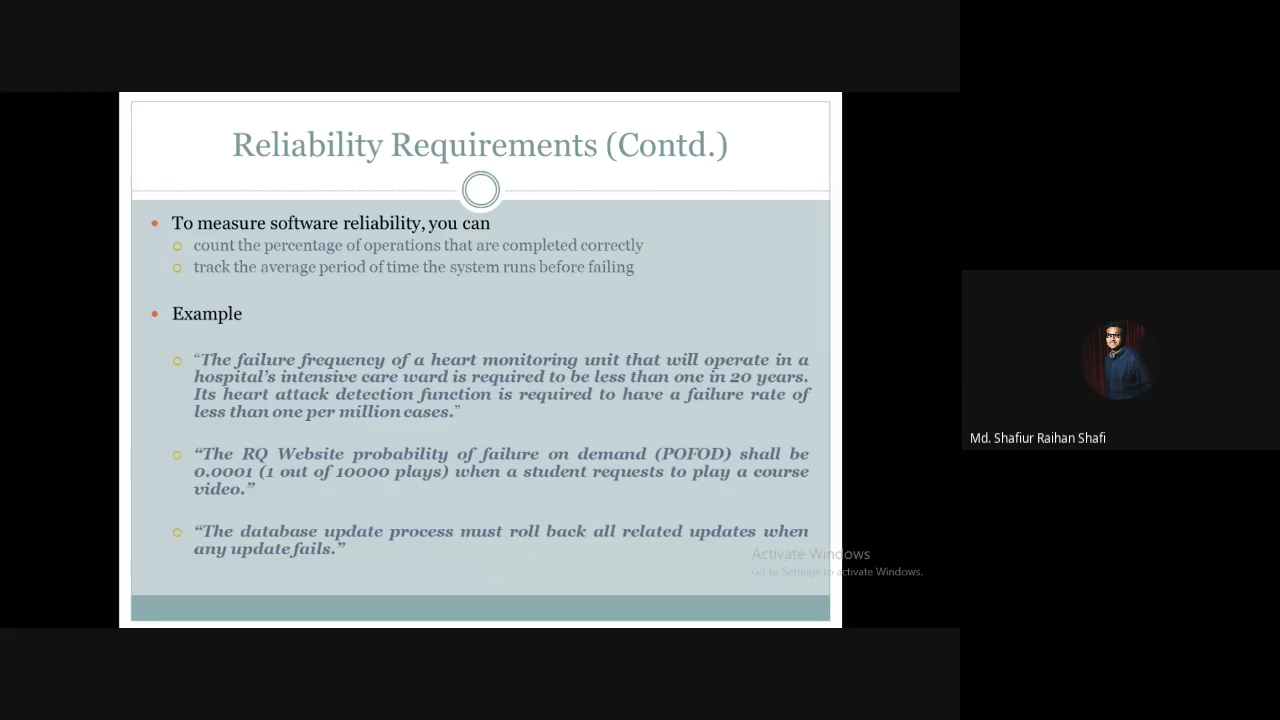 Reliability Requirements (Contd.)
• To measure software reliability, you can
○ count the percentage of operations that are completed correctly
○ track the average period of time the system runs before failing
• Example
○ “The failure frequency of a heart monitoring unit that will operate in a
hospital’s intensive care ward is required to be less than one in 20 years.
Its heart attack detection function is required to have a failure rate of
less than one per million cases.”
○ “The RQ Website probability of failure on demand (POFOD) shall be
0.0001 (1 out of 10000 plays) when a student requests to play a course
video.”
○ “The database update process must roll back all related updates when
any update fails.”
Activate Windows
Go to Settings to activate Windows.
Md. Shafiur Raihan Shafi